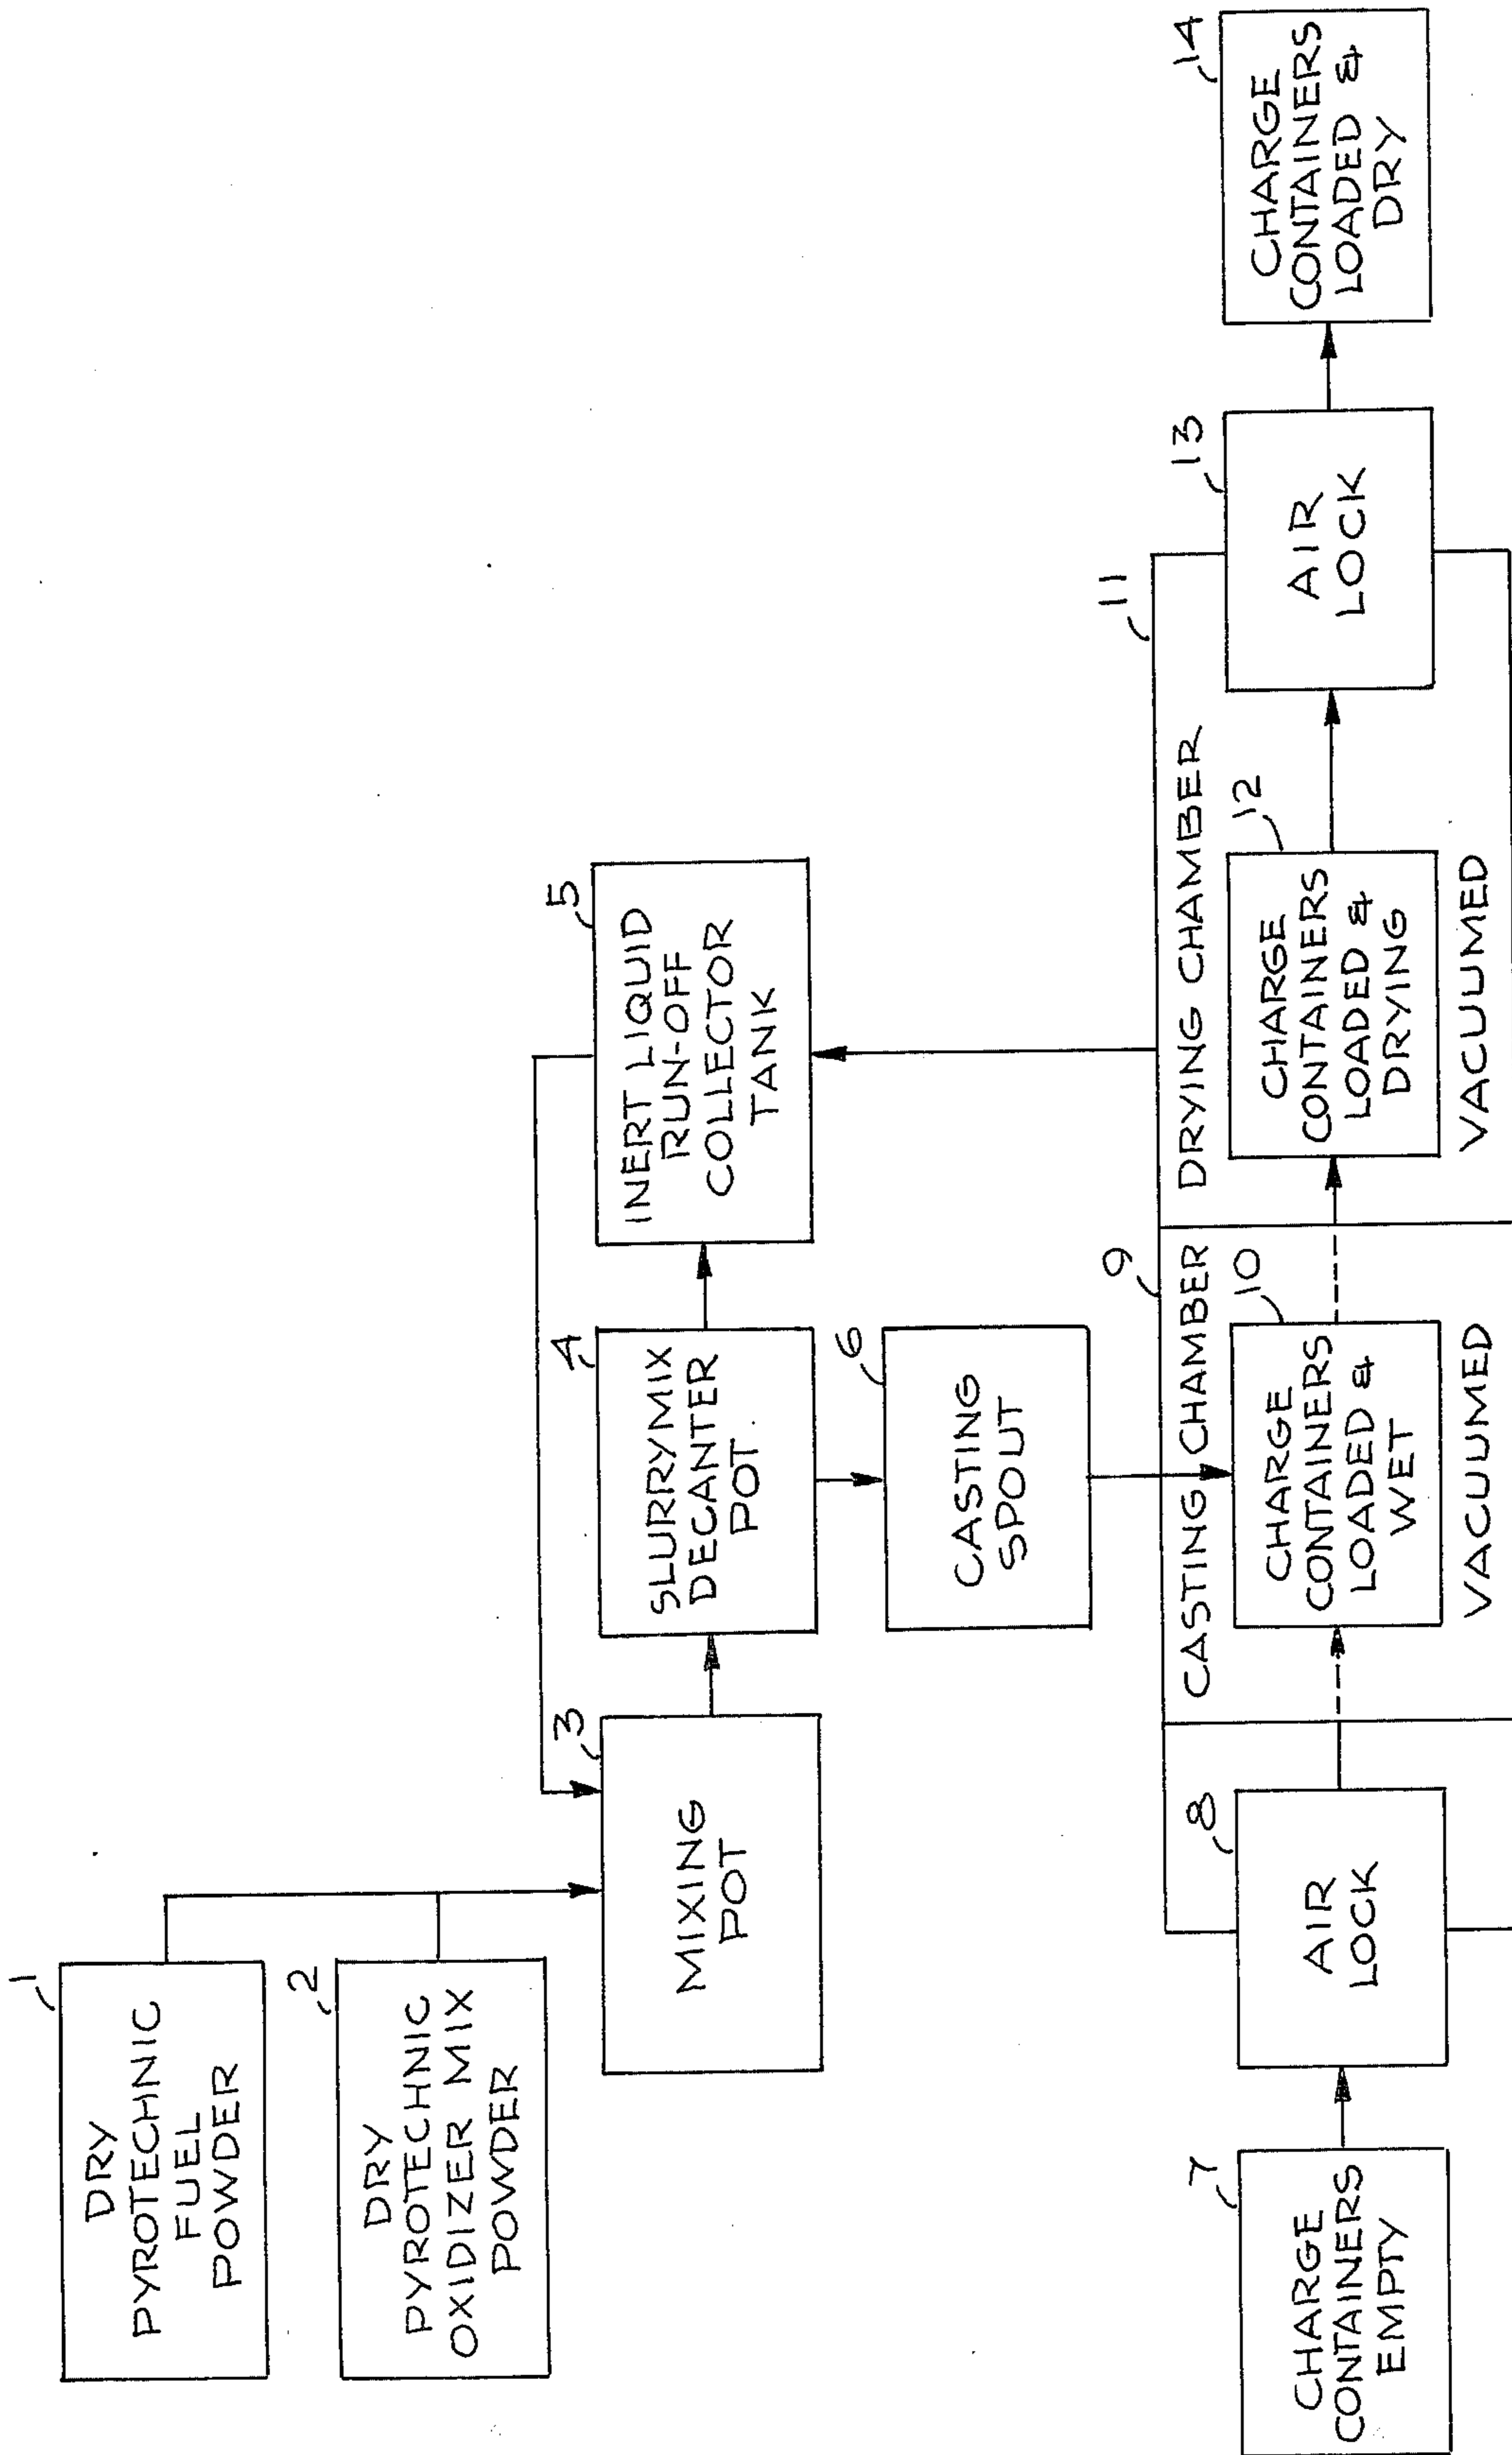 1
DRY
PYROTECHNIC
FUEL
POWDER
2
DRY
PYROTECHNIC
OXIDIZER MIX
POWDER
3
MIXING
POT
4
SLURRYMIX
DECANTER
POT
5
INERT LIQUID
RUN-OFF
COLLECTOR
TANK
6
CASTING
SPOUT
7
CHARGE
CONTAINERS
EMPTY
8
AIR
LOCK
9
CASTING CHAMBER
10
CHARGE
CONTAINERS
LOADED &
WET
VACUUMED
11
DRYING CHAMBER
12
CHARGE
CONTAINERS
LOADED &
DRYING
VACUUMED
13
AIR
LOCK
14
CHARGE
CONTAINERS
LOADED &
DRY